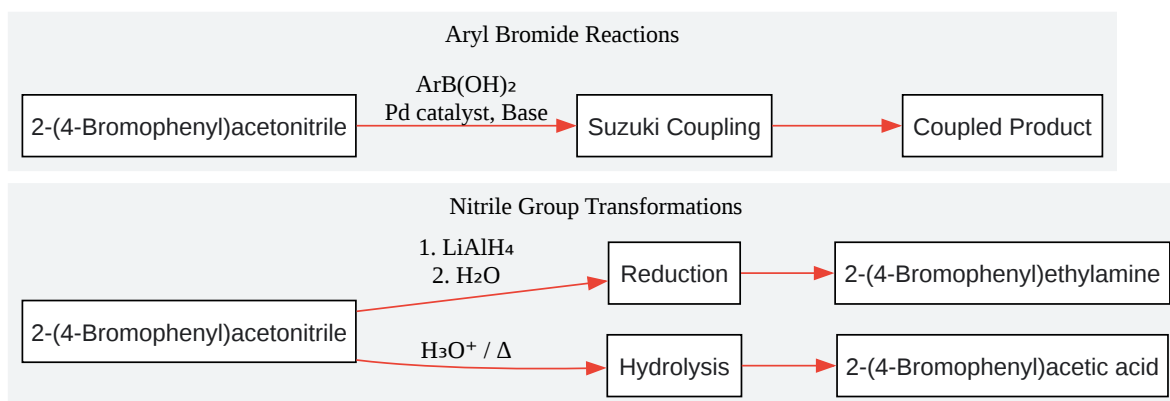 Aryl Bromide Reactions
ArB(OH)₂
Pd catalyst, Base
2-(4-Bromophenyl)acetonitrile
Suzuki Coupling
Coupled Product
Nitrile Group Transformations
1. LiAlH₄
2. H₂O
Reduction
2-(4-Bromophenyl)ethylamine
2-(4-Bromophenyl)acetonitrile
H₃O⁺ / Δ
Hydrolysis
2-(4-Bromophenyl)acetic acid